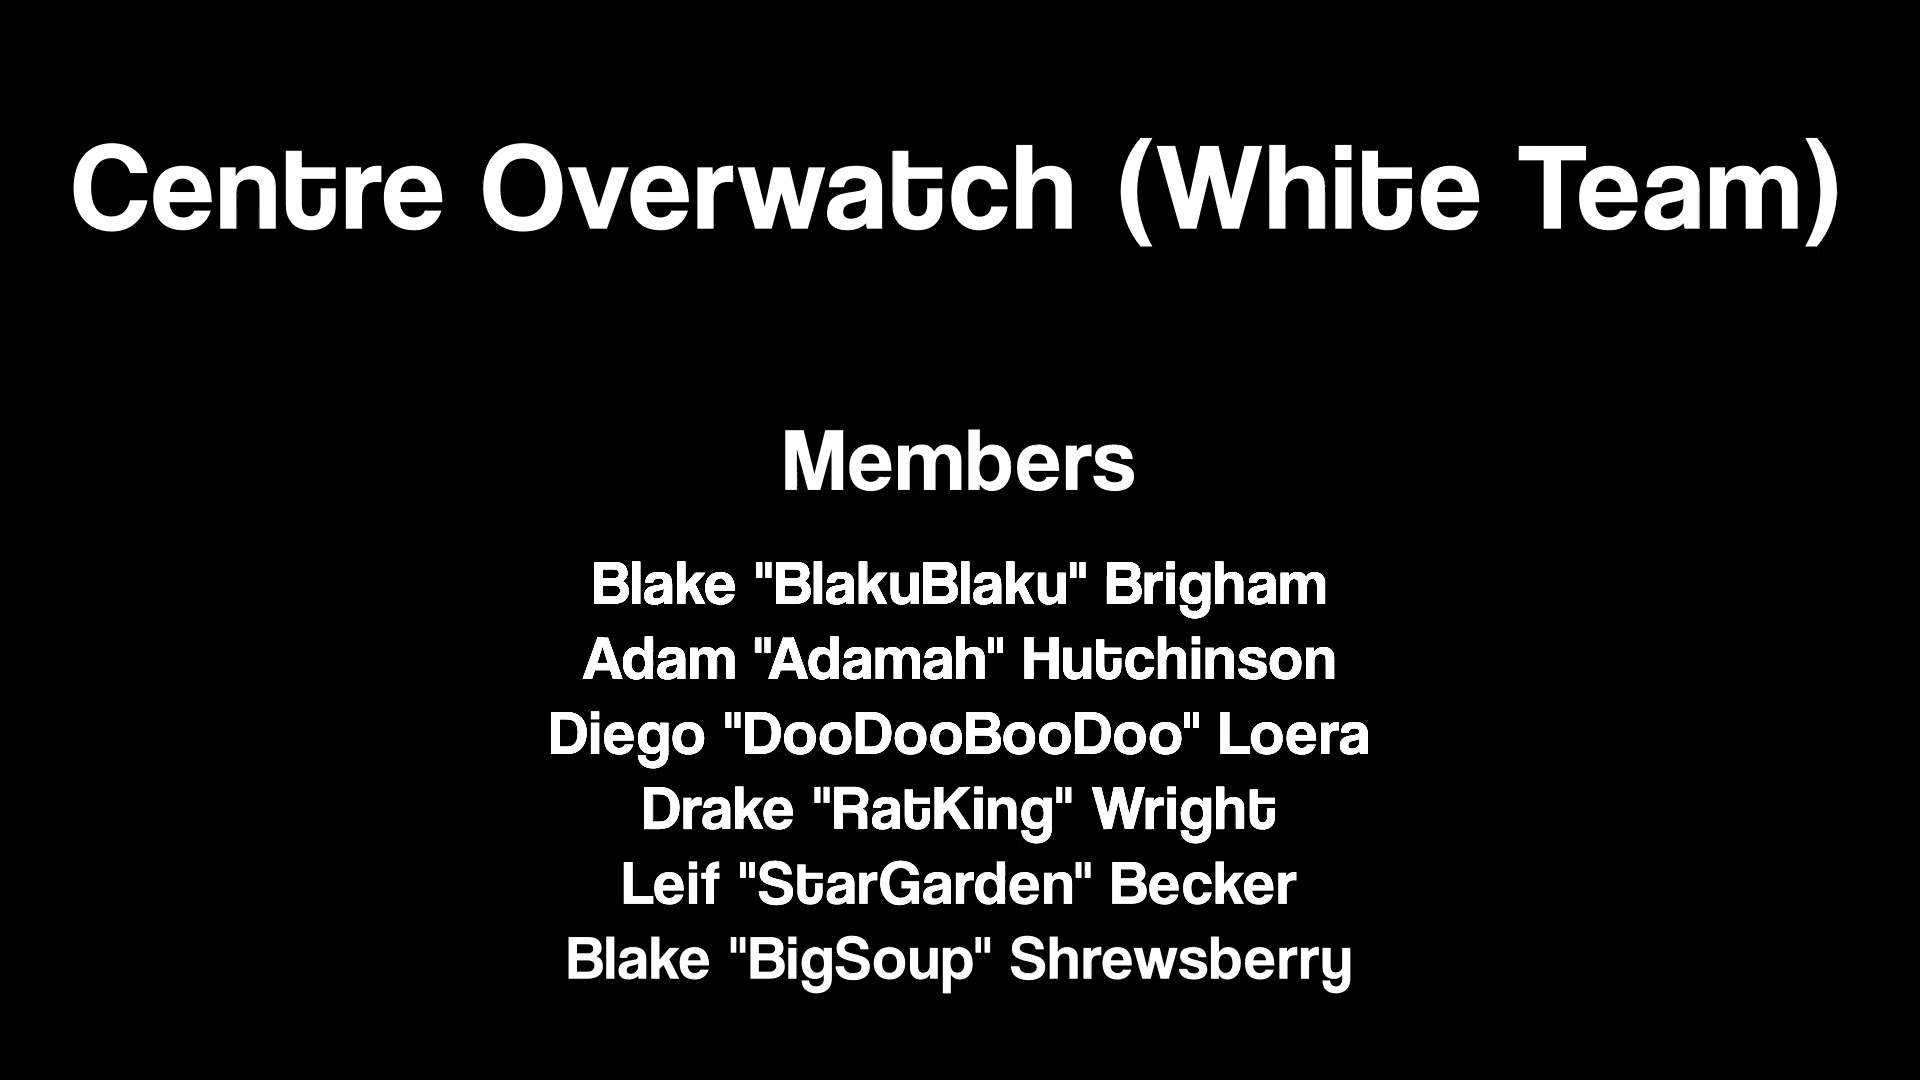 Centre Overwatch (White Team)
Members
Blake "BlakuBlaku" Brigham
Adam "Adamah" Hutchinson
Diego "DooDooBooDoo" Loera
Drake "RatKing" Wright
Leif "StarGarden" Becker
Blake "BigSoup" Shrewsberry